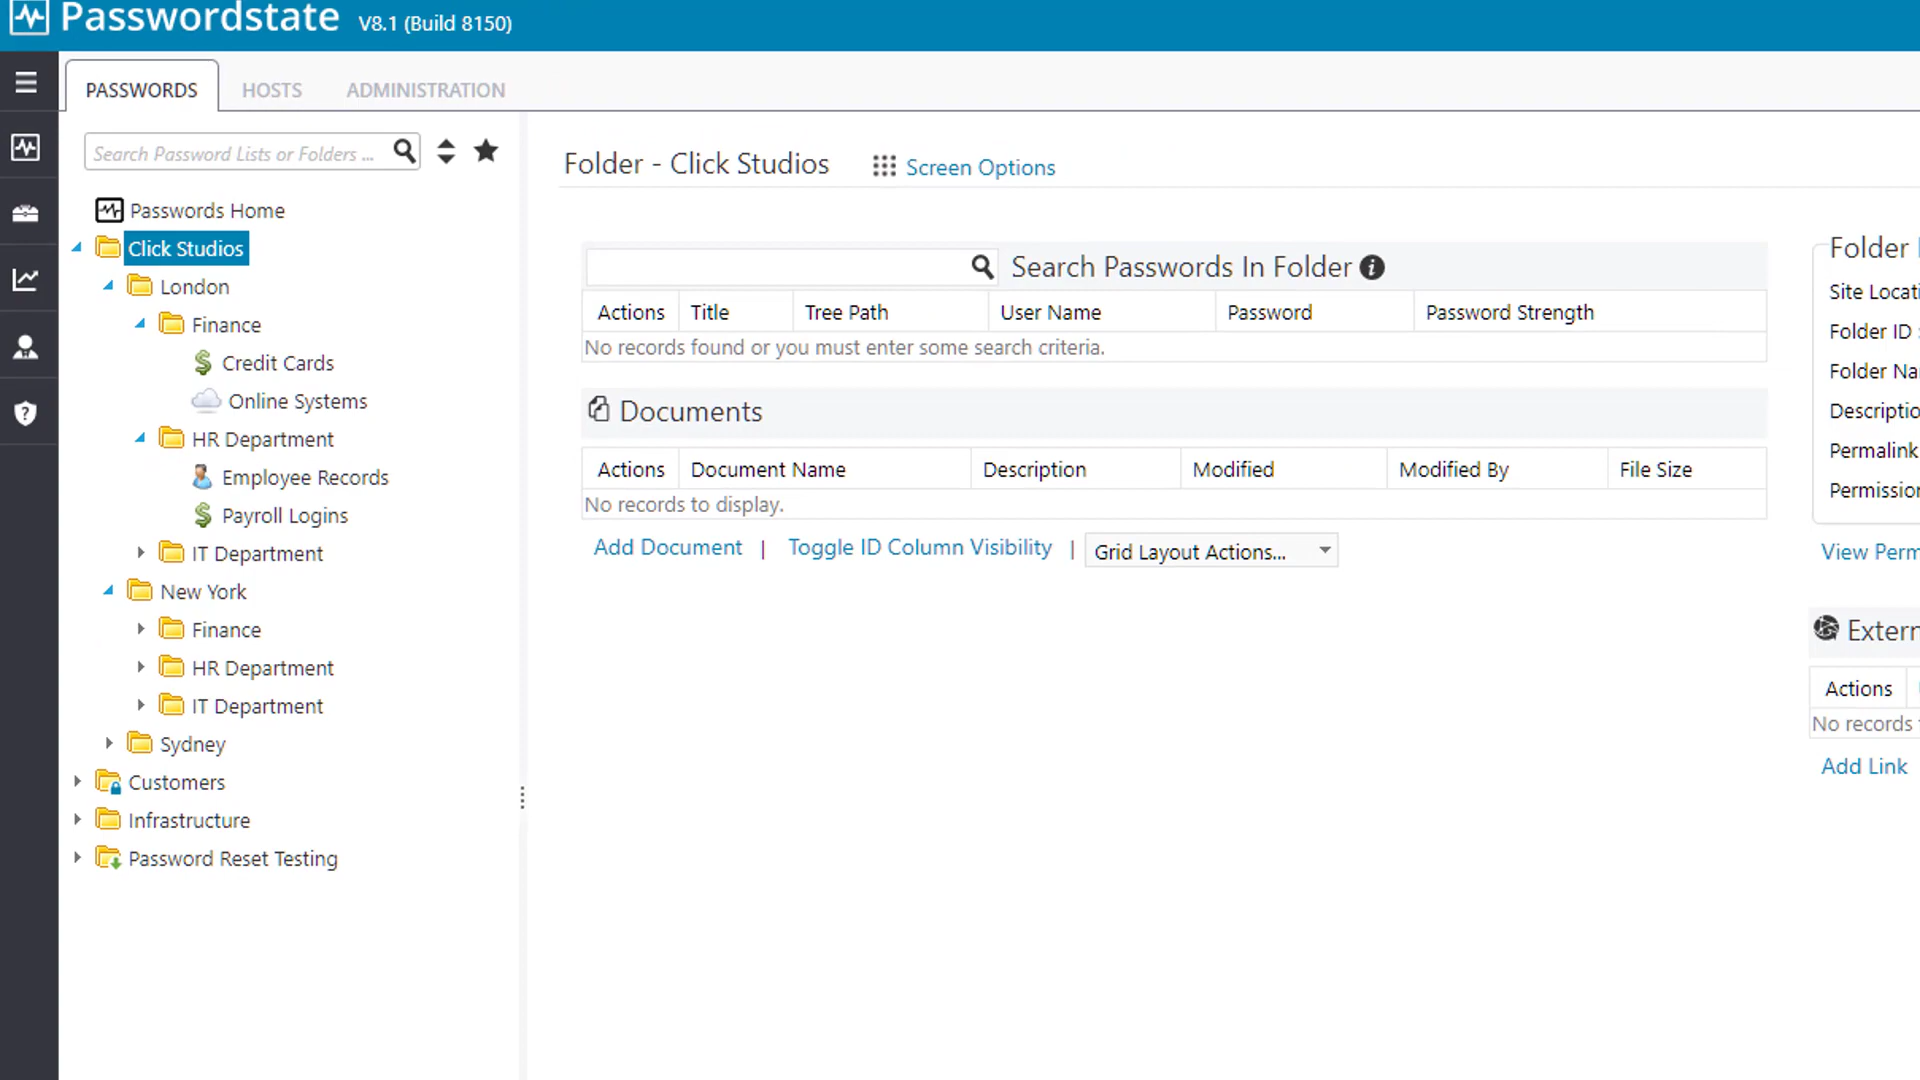 Passwordstate V8.1 (Build 8150)
PASSWORDS HOSTS ADMINISTRATION
Search Password Lists or Folders ...
Passwords Home
Click Studios
London
Finance
Credit Cards
Online Systems
HR Department
Employee Records
Payroll Logins
IT Department
New York
Finance
HR Department
IT Department
Sydney
Customers
Infrastructure
Password Reset Testing
Folder - Click Studios Screen Options
Search Passwords In Folder
Actions Title Tree Path User Name Password Password Strength
No records found or you must enter some search criteria.
Documents
Actions Document Name Description Modified Modified By File Size
No records to display.
Add Document | Toggle ID Column Visibility | Grid Layout Actions...
Folder
Site Locati
Folder ID :
Folder Na
Descriptio
Permalink
Permission
View Perm
Extern
Actions
No records
Add Link